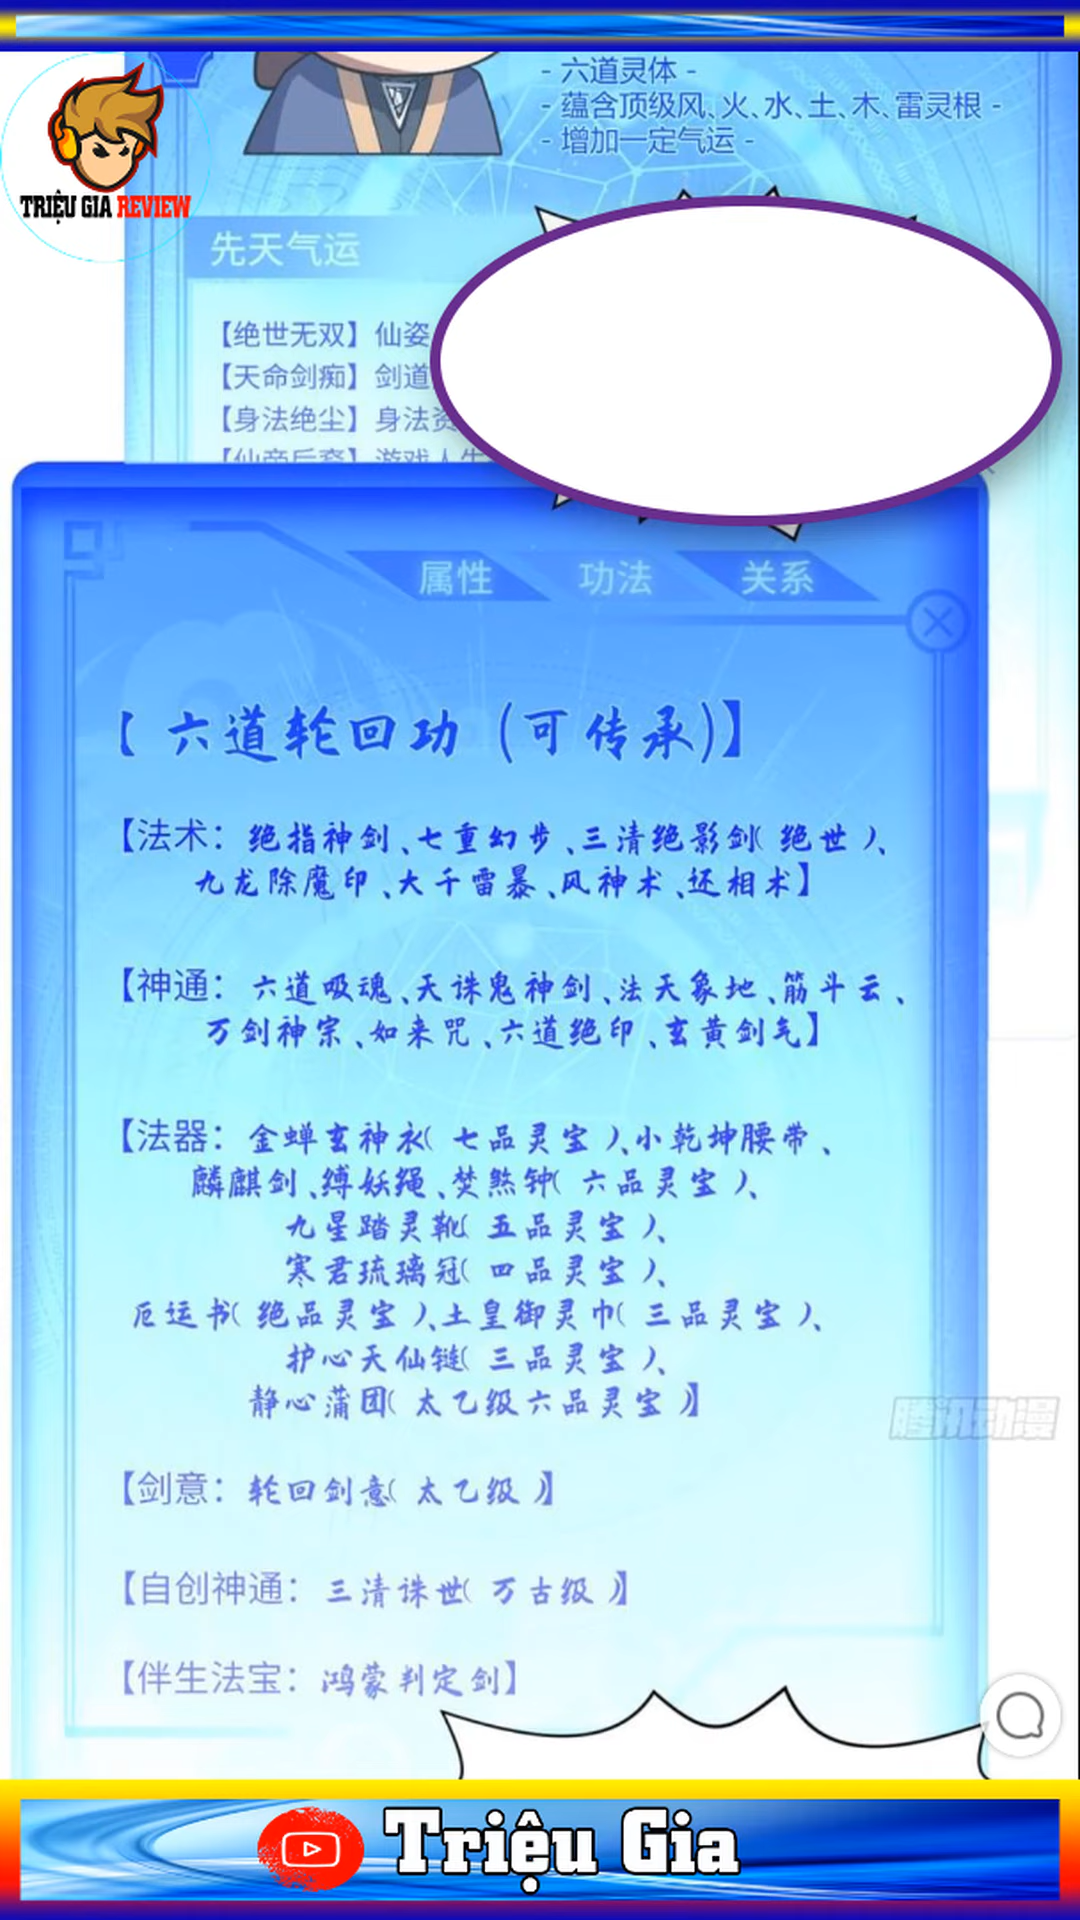 - 六道灵体 -
- 蕴含顶级风、火、水、土、木、雷灵根 -
- 增加一定气运 -
TRIỆU GIA REVIEW
先天气运
【绝世无双】仙姿
【天命剑痴】剑道
【身法绝尘】身法资
【仙帝后裔】游戏人生
属性 功法 关系
【六道轮回功（可传承）】
【法术：绝指神剑、七重幻步、三清绝影剑（绝世）、
九龙除魔印、大千雷暴、风神术、还相术】
【神通：六道吸魂、天诛鬼神剑、法天象地、筋斗云、
万剑神宗、如来咒、六道绝印、玄黄剑气】
【法器：金蝉玄神衣（七品灵宝）、小乾坤腰带、
麟麒剑、缚妖绳、焚煞钟（六品灵宝）、
九星踏灵靴（五品灵宝）、
寒君琉璃冠（四品灵宝）、
厄运书（绝品灵宝）、土皇御灵巾（三品灵宝）、
护心天仙链（三品灵宝）、
静心蒲团（太乙级六品灵宝）】
腾讯动漫
【剑意：轮回剑意（太乙级）】
【自创神通：三清诛世（万古级）】
【伴生法宝：鸿蒙判定剑】
Triệu Gia